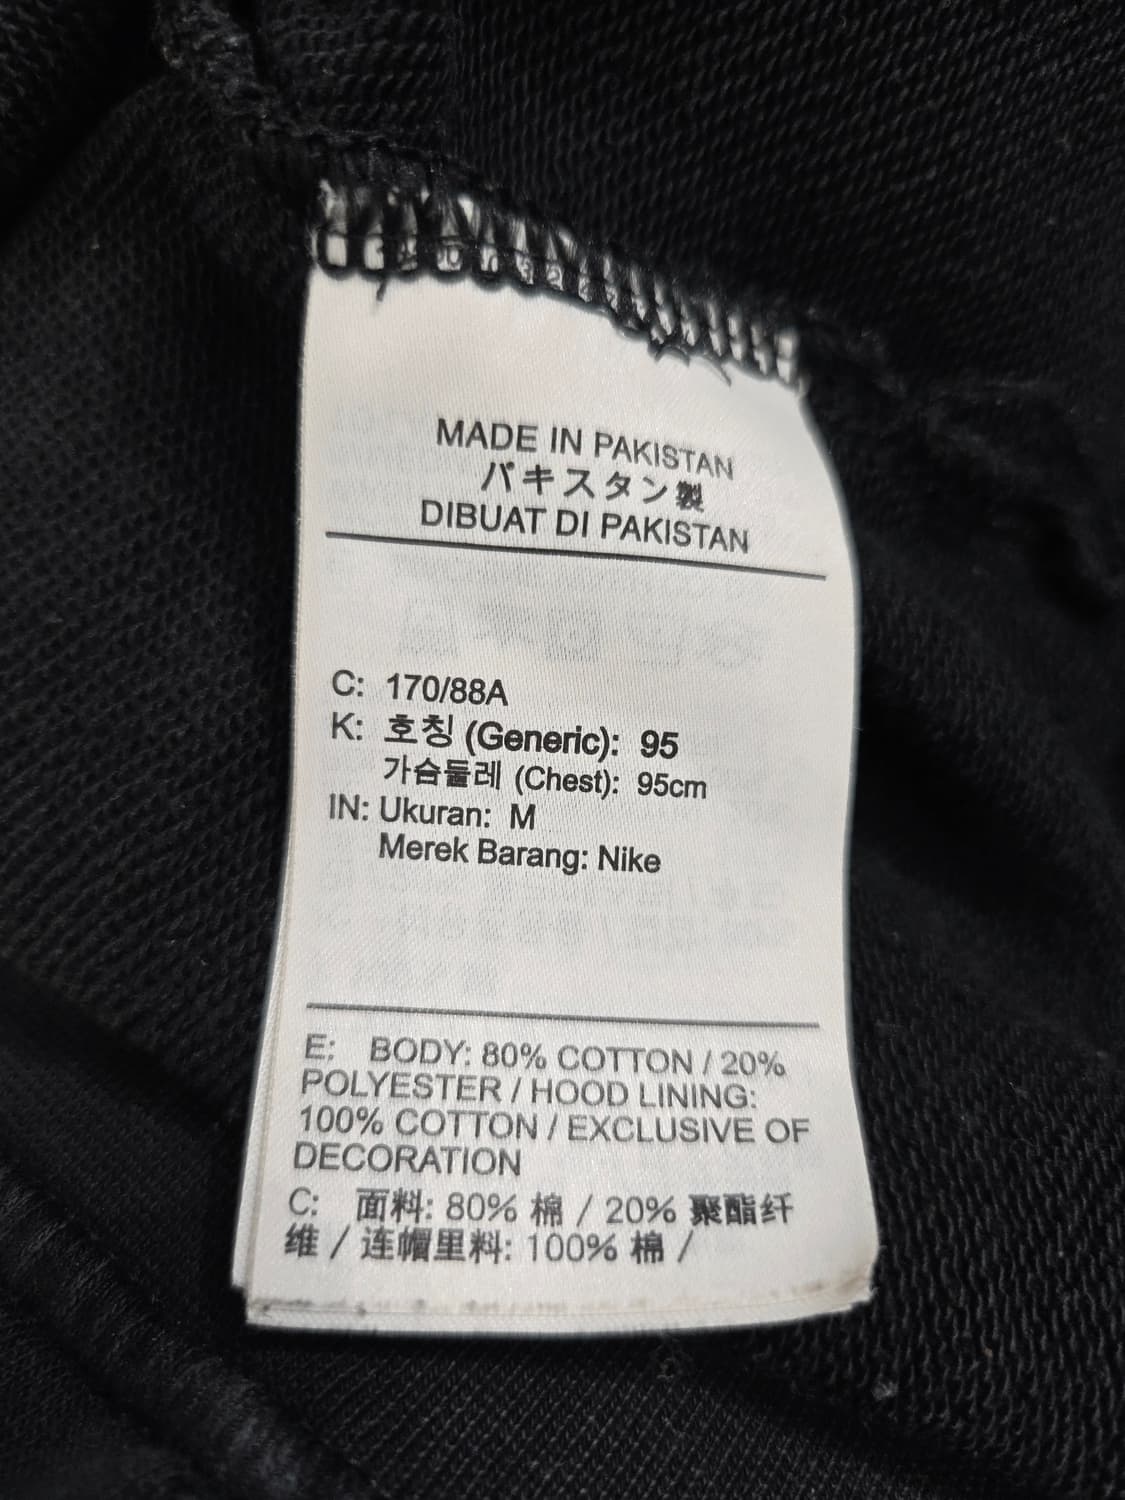 MADE IN PAKISTAN
パキスタン製
DIBUAT DI PAKISTAN
C: 170/88A
K: 호칭 (Generic): 95
가슴둘레 (Chest): 95cm
IN: Ukuran: M
Merek Barang: Nike
E: BODY: 80% COTTON / 20%
POLYESTER / HOOD LINING:
100% COTTON / EXCLUSIVE OF
DECORATION
C: 面料: 80% 棉 / 20% 聚酯纤
维 / 连帽里料: 100% 棉 /